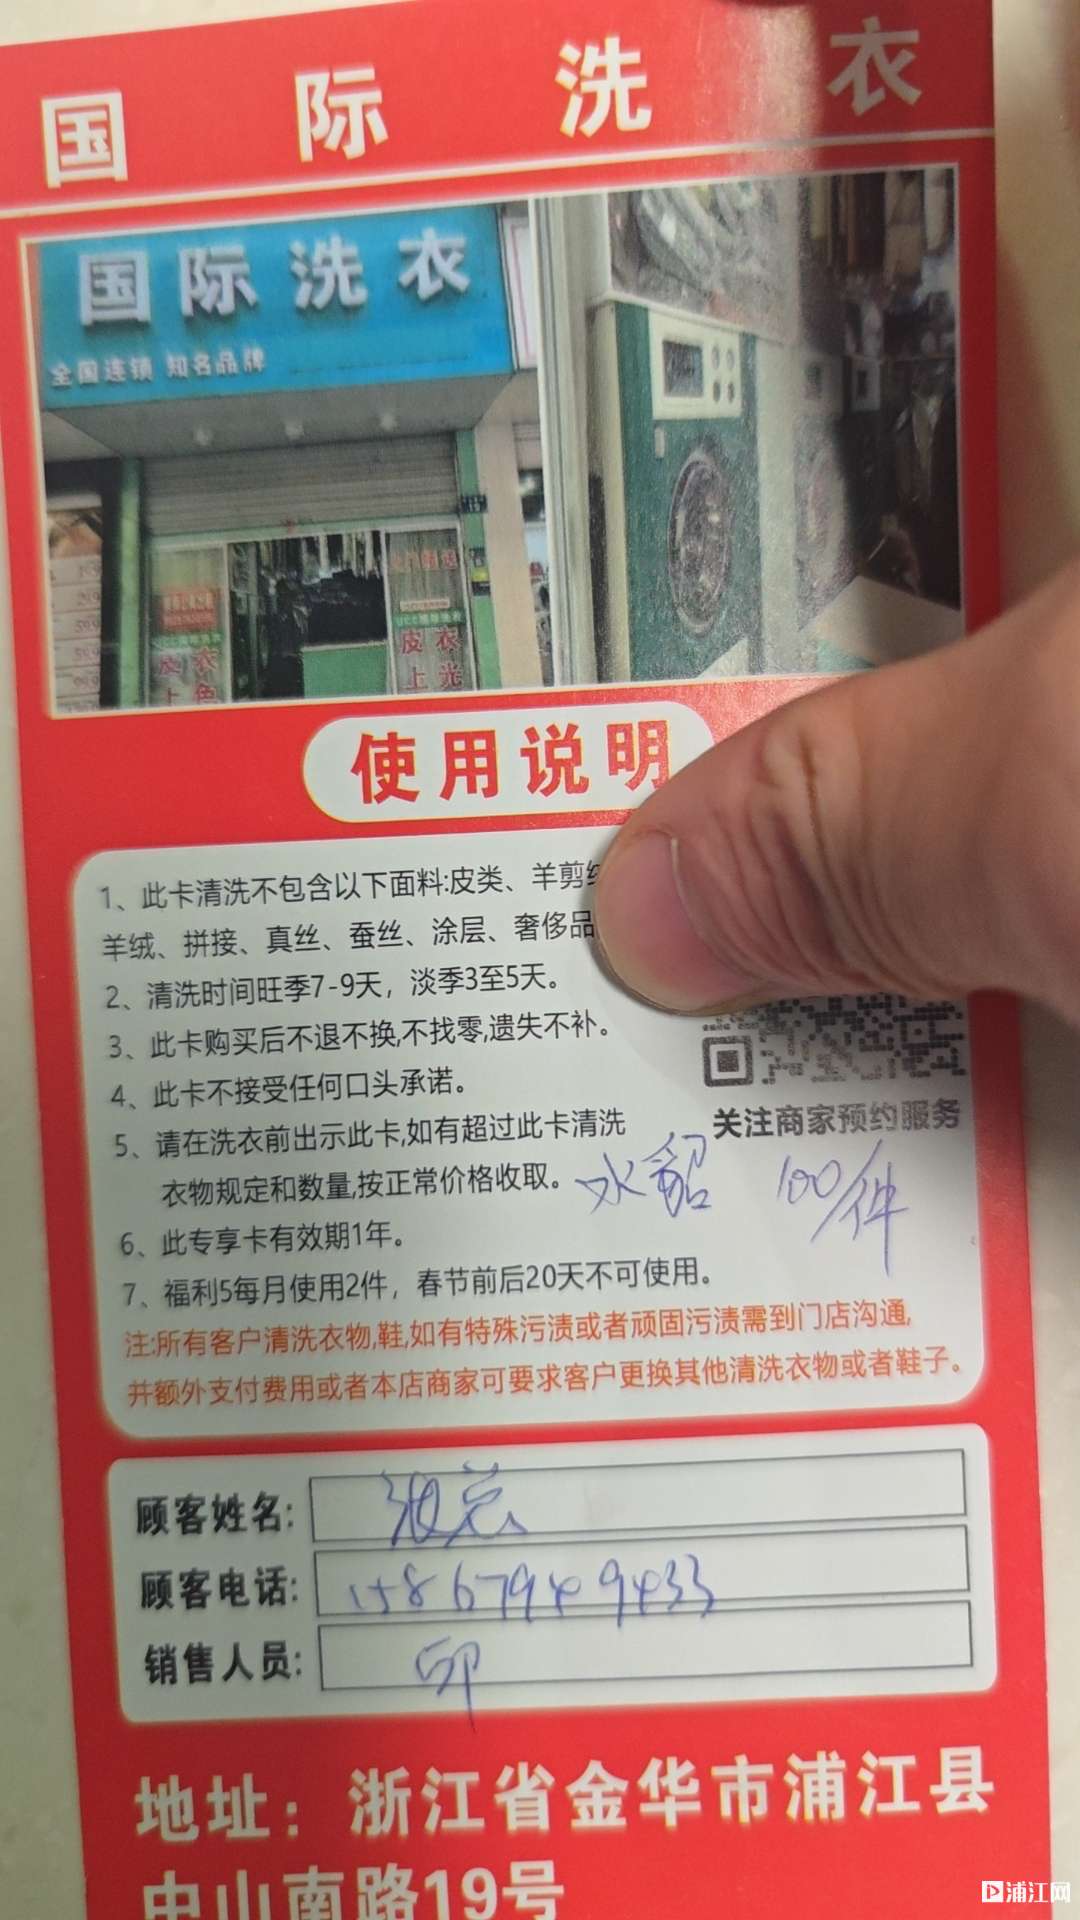 国际洗衣
国际洗衣
全国连锁 知名品牌
皮衣
上色
皮衣
上光
使用说明
1、此卡清洗不包含以下面料:皮类、羊剪
羊绒、拼接、真丝、蚕丝、涂层、奢侈品
2、清洗时间旺季7-9天，淡季3至5天。
3、此卡购买后不退不换,不找零,遗失不补。
4、此卡不接受任何口头承诺。
5、请在洗衣前出示此卡,如有超过此卡清洗
衣物规定和数量,按正常价格收取。
关注商家预约服务
水貂 100/件
6、此专享卡有效期1年。
7、福利5每月使用2件，春节前后20天不可使用。
注:所有客户清洗衣物,鞋,如有特殊污渍或者顽固污渍需到门店沟通,
并额外支付费用或者本店商家可要求客户更换其他清洗衣物或者鞋子。
顾客姓名:
顾客电话: 15867949433
销售人员:
地址：浙江省金华市浦江县
中山南路19号
浦江网